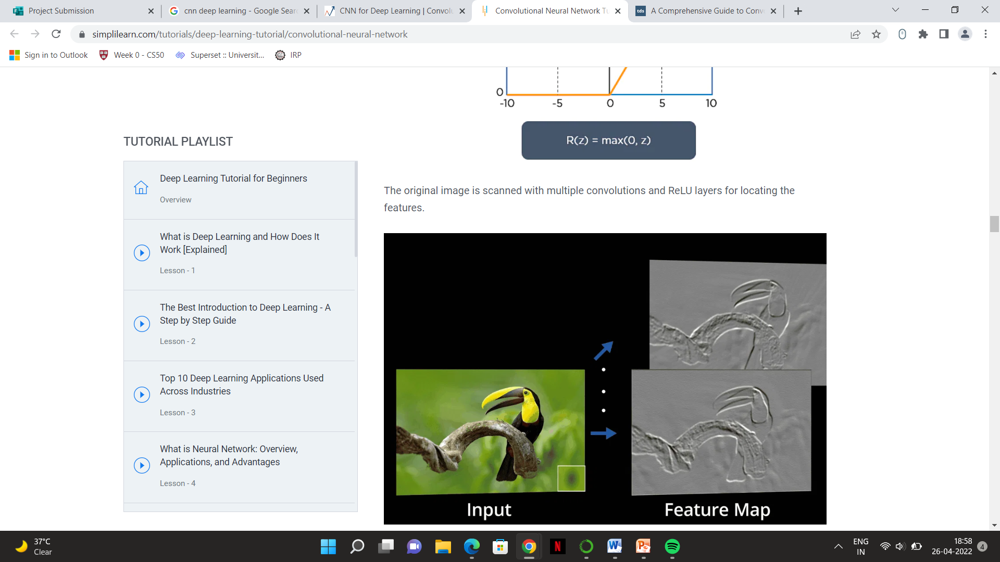 Project Submission
cnn deep learning - Google Sear
CNN for Deep Learning | Convolu
Convolutional Neural Network Tu
tds
A Comprehensive Guide to Conv
simplilearn.com/tutorials/deep-learning-tutorial/convolutional-neural-network
Sign in to Outlook
Week 0 - CS50
Superset :: Universit...
IRP
0
-10
-5
0
5
10
R(z) = max(0, z)
TUTORIAL PLAYLIST
Deep Learning Tutorial for Beginners
Overview
What is Deep Learning and How Does It
Work [Explained]
Lesson - 1
The Best Introduction to Deep Learning - A
Step by Step Guide
Lesson - 2
Top 10 Deep Learning Applications Used
Across Industries
Lesson - 3
What is Neural Network: Overview,
Applications, and Advantages
Lesson - 4
The original image is scanned with multiple convolutions and ReLU layers for locating the
features.
Input
Feature Map
37°C
Clear
ENG
IN
18:58
26-04-2022
4